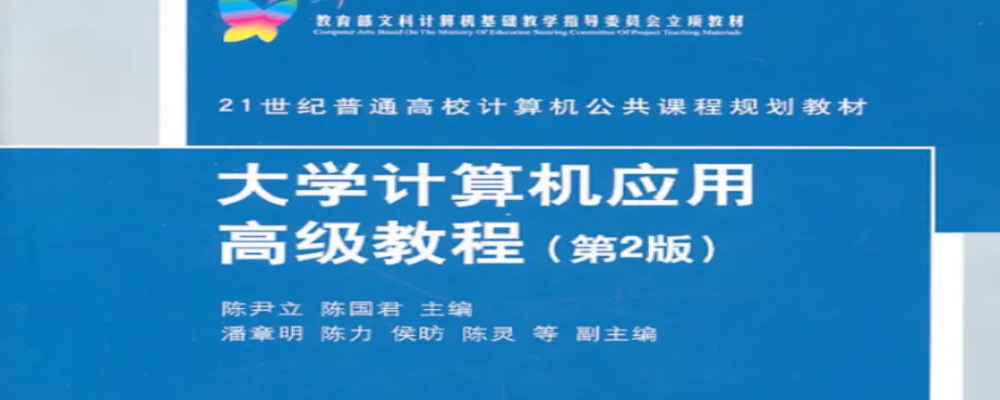 教育部文科计算机基础教学指导委员会立项教材
Computer Arts Based On The Ministry Of Education Steering Committee Of Project Teaching Materials
21世纪普通高校计算机公共课程规划教材
大学计算机应用
高级教程（第2版）
陈尹立 陈国君 主编
潘章明 陈力 侯昉 陈灵 等 副主编